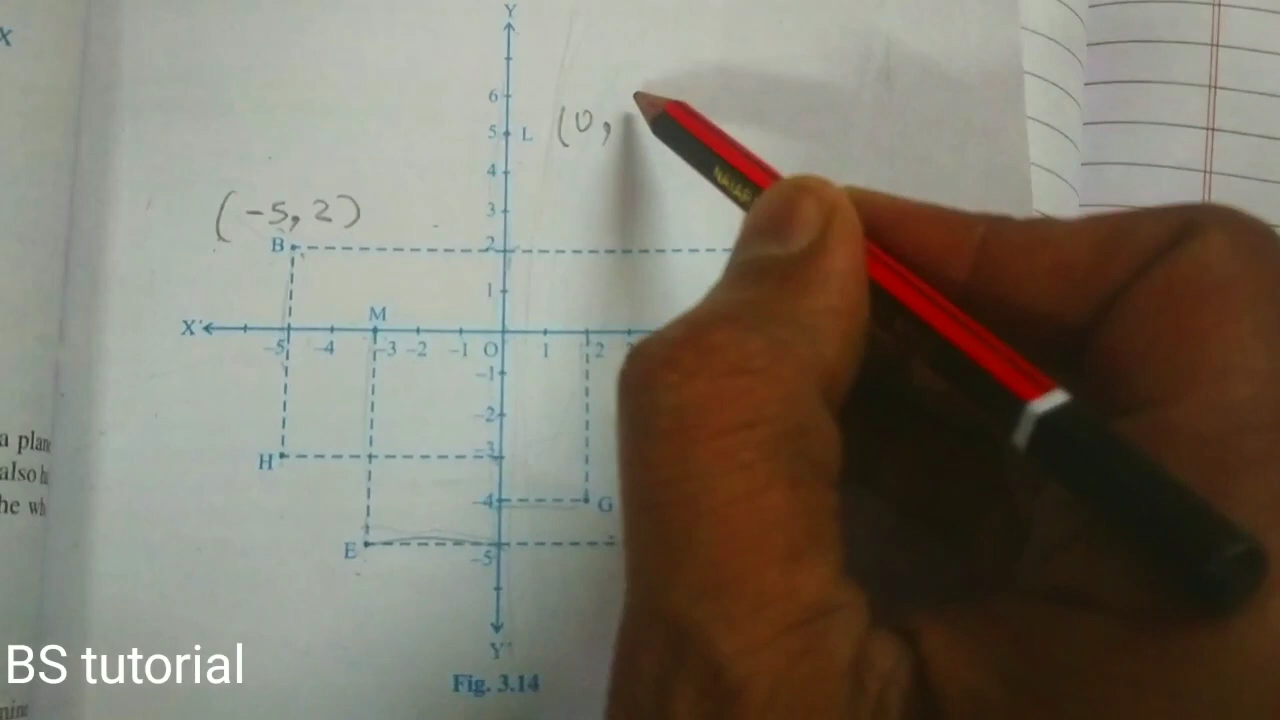 x
Y
6
5 L (0,
4
(-5,2)
3
B 2
1
M
X'
-5 -4 -3 -2 -1 O 1 2
-1
-2
H -3
-4 G
E -5
Y'
Fig. 3.14
a plan
also h
he wh
BS tutorial